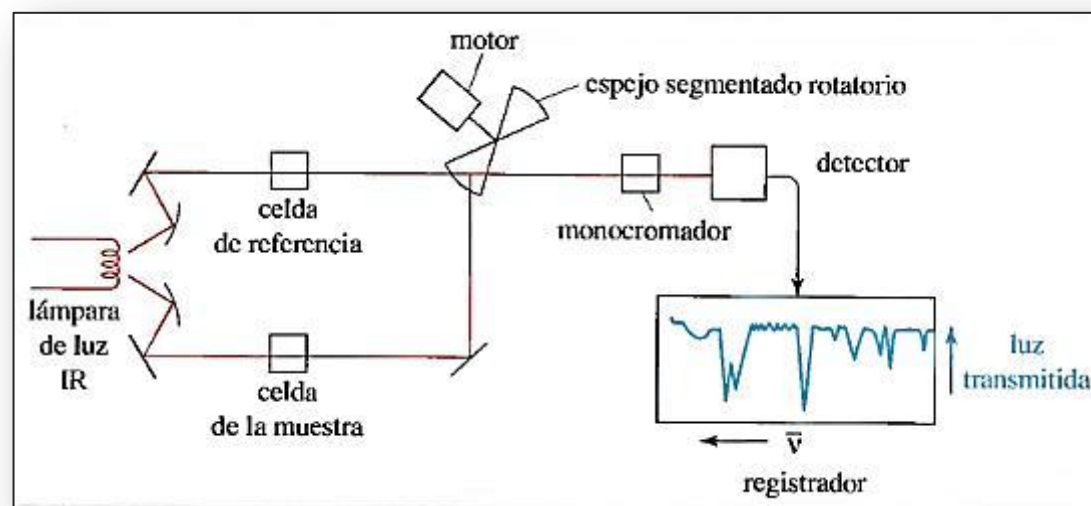 motor
espejo segmentado rotatorio
celda
de referencia
monocromador
detector
lámpara
de luz
IR
celda
de la muestra
luz
transmitida
ν̅
registrador